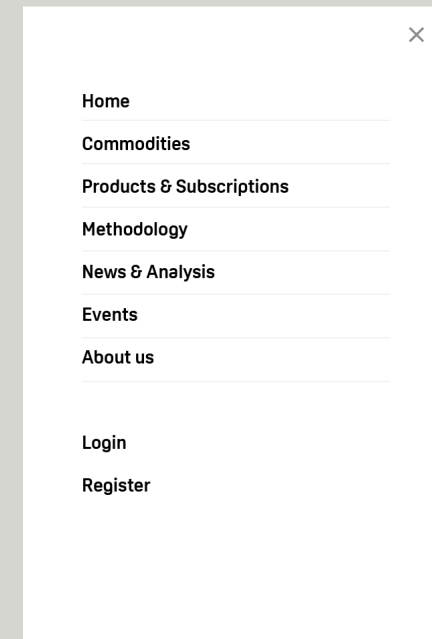 Home
Commodities
Products & Subscriptions
Methodology
News & Analysis
Events
About us
Login
Register